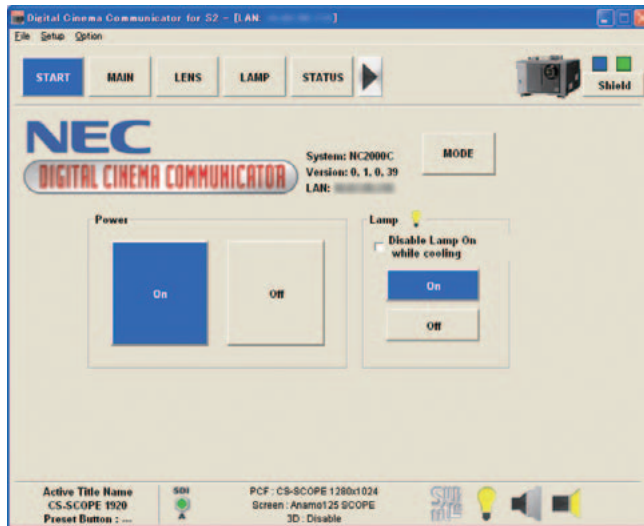 Digital Cinema Communicator for S2 - [LAN: ]
File Setup Option
START MAIN LENS LAMP STATUS
Shield
NEC
DIGITAL CINEMA COMMUNICATOR
System: NC2000C
Version: 0, 1, 0, 39
LAN:
MODE
Power
On
Off
Lamp
Disable Lamp On
while cooling
On
Off
Active Title Name
CS-SCOPE 1920
Preset Button : ---
SDI
A
PCF : CS-SCOPE 1280x1024
Screen : Anamo125 SCOPE
3D : Disable